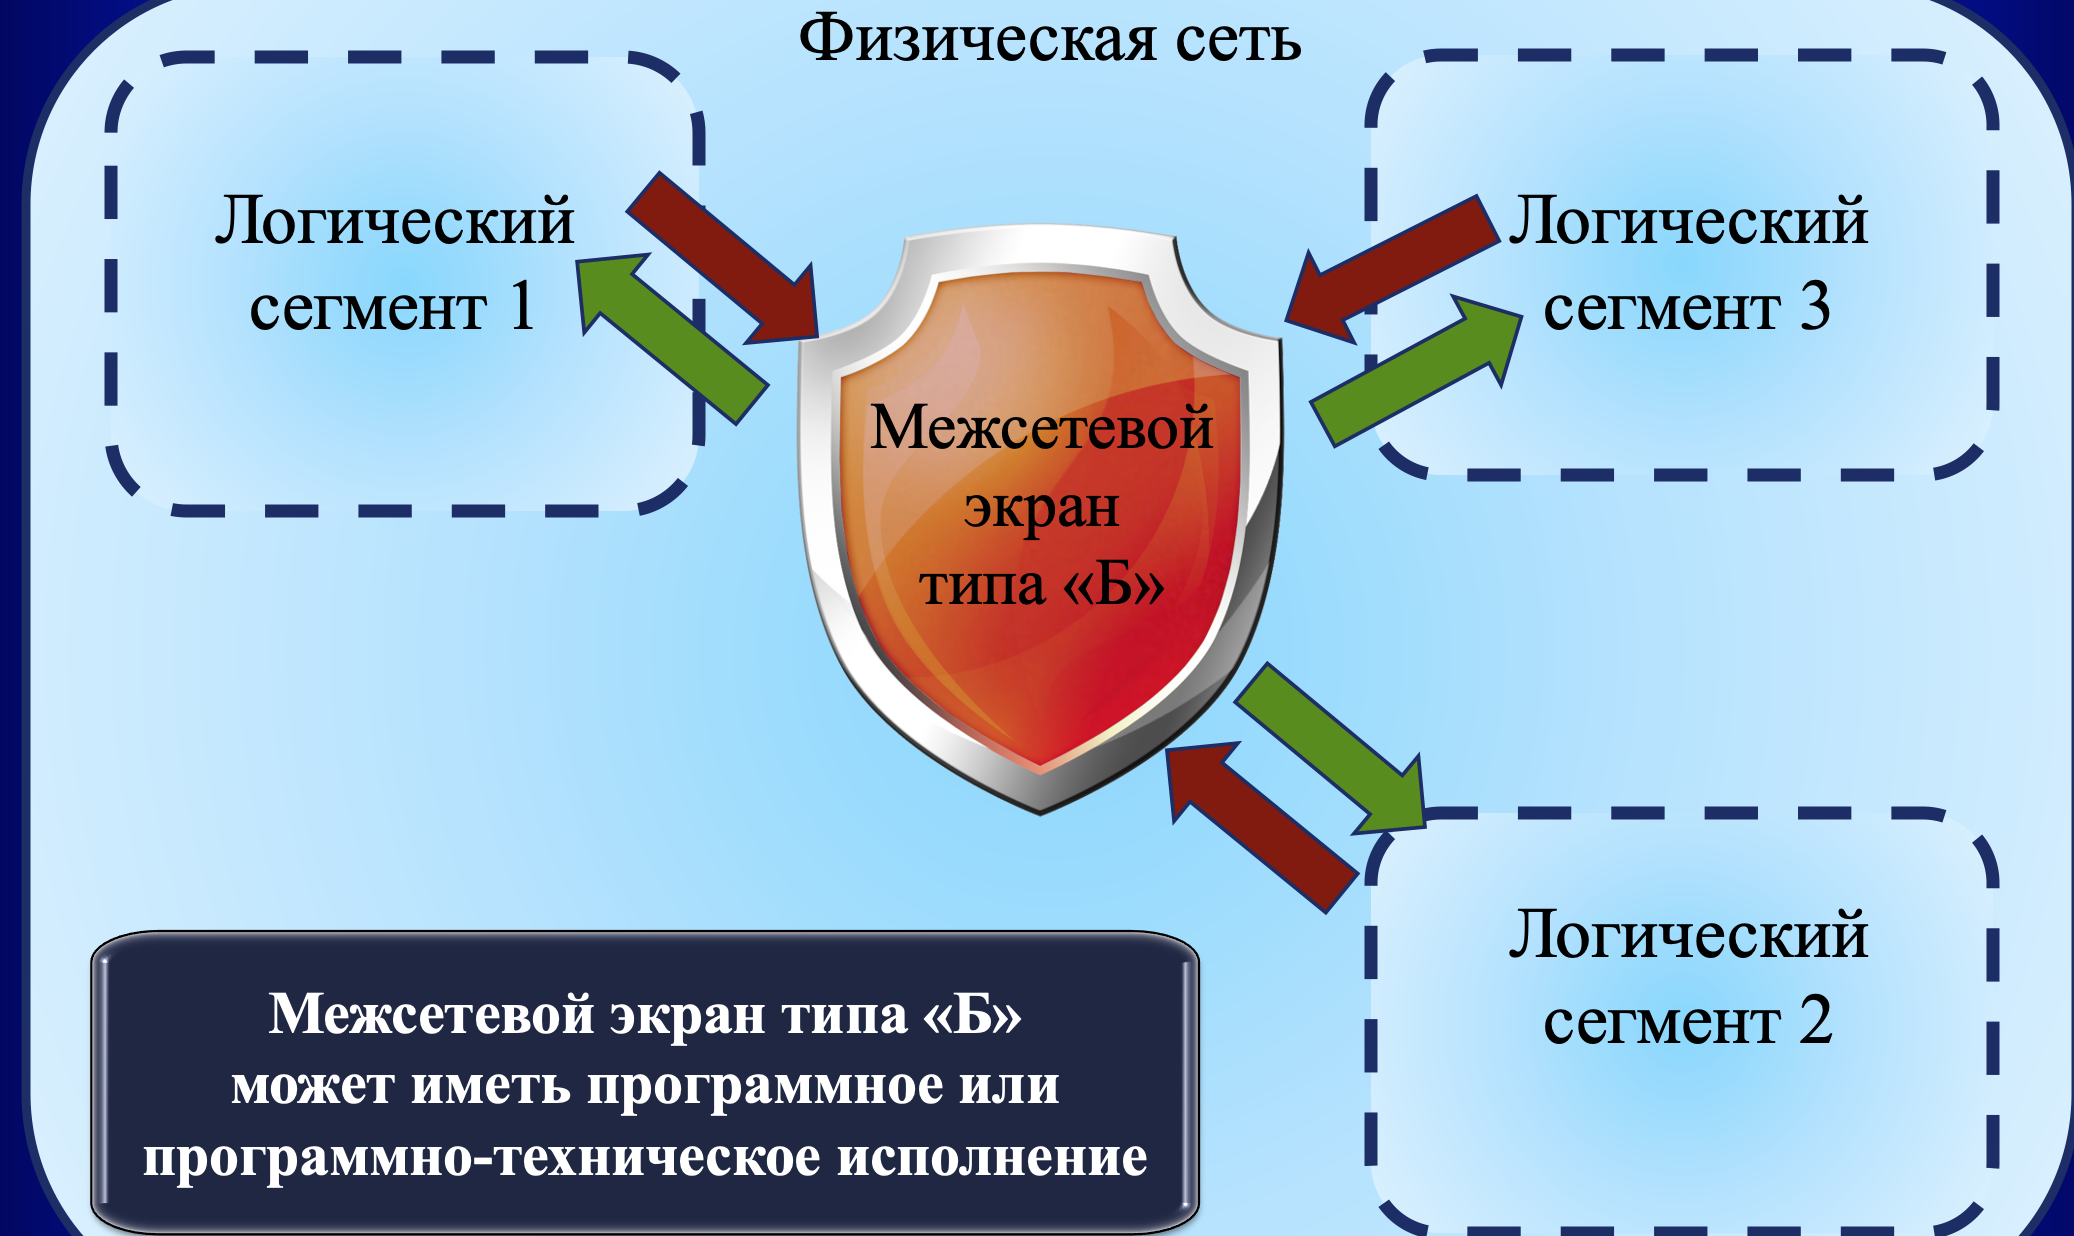 Физическая сеть
Логический
сегмент 1
Логический
сегмент 3
Межсетевой
экран
типа «Б»
Логический
сегмент 2
Межсетевой экран типа «Б»
может иметь программное или
программно-техническое исполнение